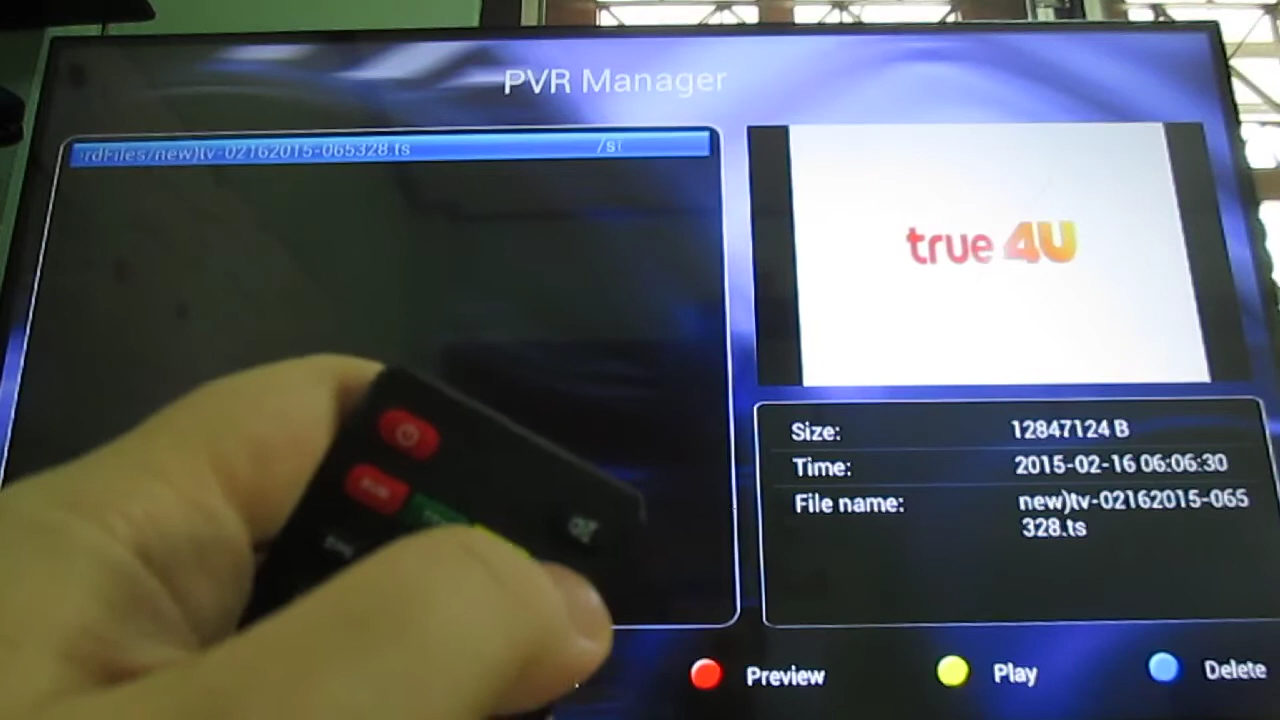 PVR Manager
rdFiles/new)tv-02162015-065328.ts /st
true 4U
Size: 12847124 B
Time: 2015-02-16 06:06:30
File name: new)tv-02162015-065
328.ts
Preview Play Delete